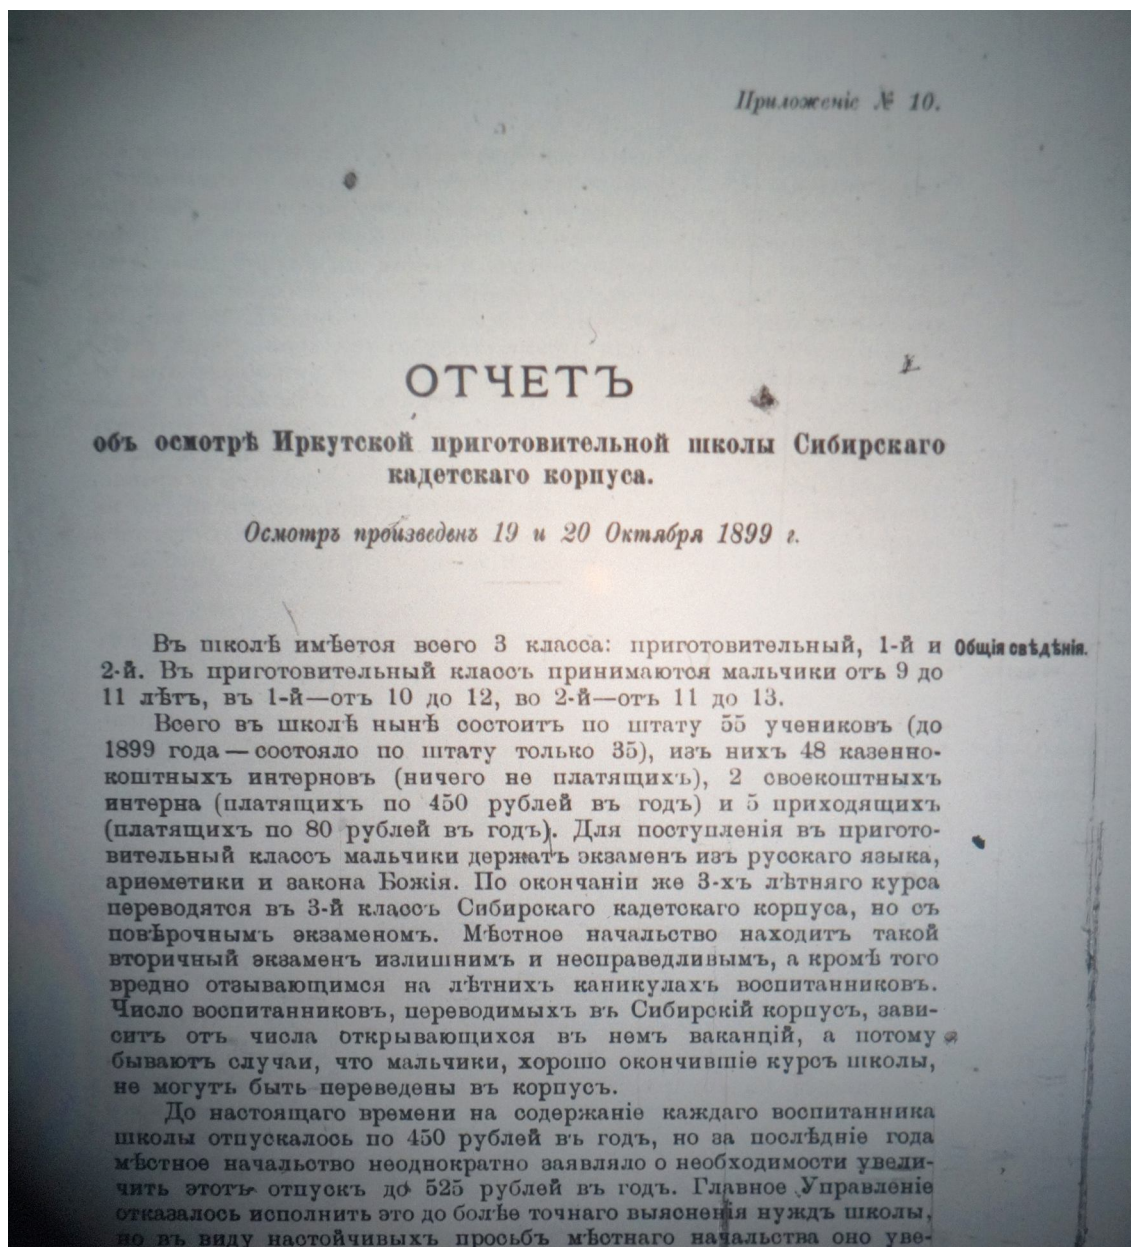 Приложеніе № 10.
ОТЧЕТЪ
объ осмотрѣ Иркутской приготовительной школы Сибирскаго
кадетскаго корпуса.
Осмотръ произведенъ 19 и 20 Октября 1899 г.
Въ школѣ имѣется всего 3 класса: приготовительный, 1-й и
Общія свѣдѣнія.
2-й. Въ приготовительный классъ принимаются мальчики отъ 9 до
11 лѣтъ, въ 1-й—отъ 10 до 12, во 2-й—отъ 11 до 13.
Всего въ школѣ нынѣ состоитъ по штату 55 учениковъ (до
1899 года — состояло по штату только 35), изъ нихъ 48 казенно-
коштныхъ интерновъ (ничего не платящихъ), 2 своекоштныхъ
интерна (платящихъ по 450 рублей въ годъ) и 5 приходящихъ
(платящихъ по 80 рублей въ годъ). Для поступленія въ пригото-
вительный классъ мальчики держатъ экзаменъ изъ русскаго языка,
ариѳметики и закона Божія. По окончаніи же 3-хъ лѣтняго курса
переводятся въ 3-й классъ Сибирскаго кадетскаго корпуса, но съ
повѣрочнымъ экзаменомъ. Мѣстное начальство находитъ такой
вторичный экзаменъ излишнимъ и несправедливымъ, а кромѣ того
вредно отзывающимся на лѣтнихъ каникулахъ воспитанниковъ.
Число воспитанниковъ, переводимыхъ въ Сибирскій корпусъ, зави-
ситъ отъ числа открывающихся въ немъ вакансій, а потому
бываютъ случаи, что мальчики, хорошо окончившіе курсъ школы,
не могутъ быть переведены въ корпусъ.
До настоящаго времени на содержаніе каждаго воспитанника
школы отпускалось по 450 рублей въ годъ, но за послѣдніе года
мѣстное начальство неоднократно заявляло о необходимости увели-
чить этотъ отпускъ до 525 рублей въ годъ. Главное Управленіе
отказалось исполнить это до болѣе точнаго выясненія нуждъ школы,
но въ виду настойчивыхъ просьбъ мѣстнаго начальства оно уве-